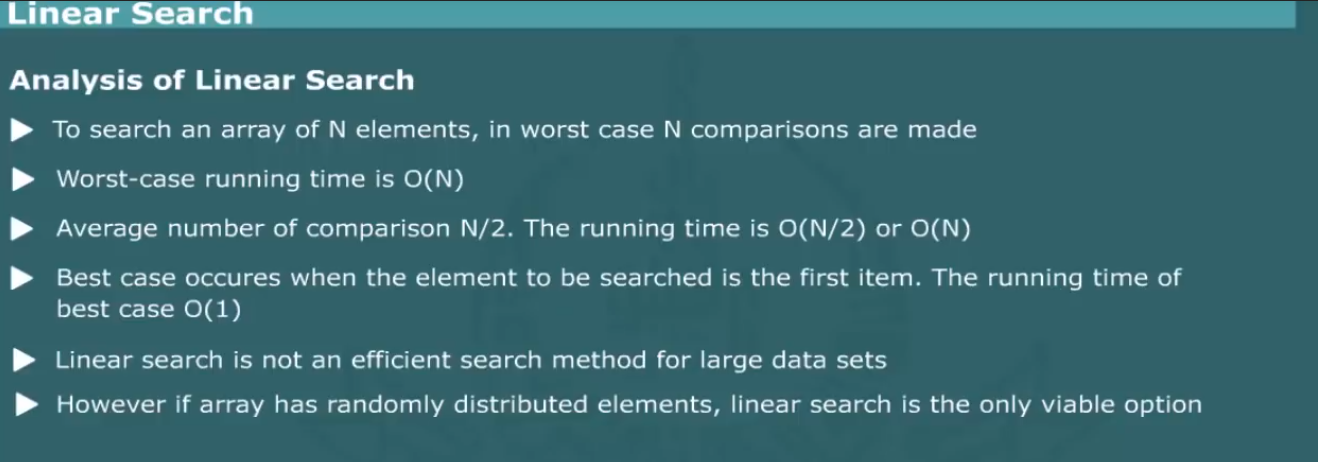 Linear Search
Analysis of Linear Search
To search an array of N elements, in worst case N comparisons are made
Worst-case running time is O(N)
Average number of comparison N/2. The running time is O(N/2) or O(N)
Best case occures when the element to be searched is the first item. The running time of
best case O(1)
Linear search is not an efficient search method for large data sets
However if array has randomly distributed elements, linear search is the only viable option